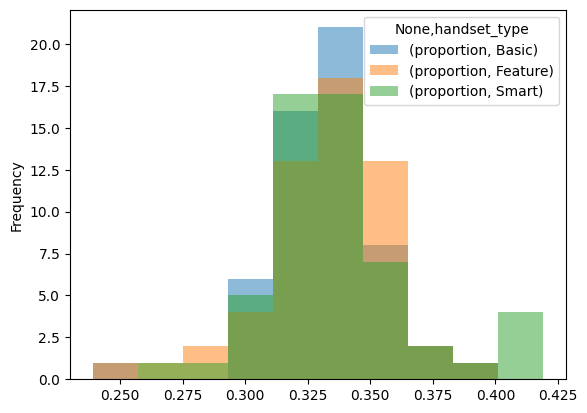 None,handset_type
(proportion, Basic)
(proportion, Feature)
(proportion, Smart)
Frequency
20.0
17.5
15.0
12.5
10.0
7.5
5.0
2.5
0.0
0.250 0.275 0.300 0.325 0.350 0.375 0.400 0.425